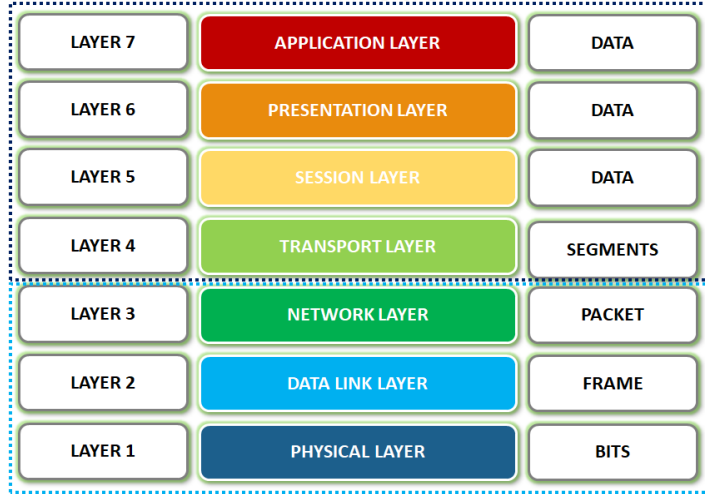 LAYER 7 APPLICATION LAYER DATA
LAYER 6 PRESENTATION LAYER DATA
LAYER 5 SESSION LAYER DATA
LAYER 4 TRANSPORT LAYER SEGMENTS
LAYER 3 NETWORK LAYER PACKET
LAYER 2 DATA LINK LAYER FRAME
LAYER 1 PHYSICAL LAYER BITS